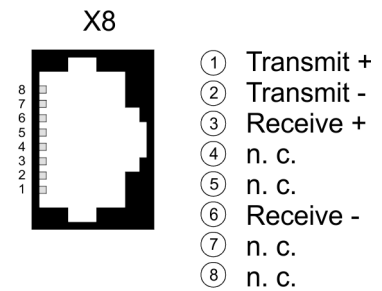 X8
8
7
6
5
4
3
2
1
1 Transmit +
2 Transmit -
3 Receive +
4 n. c.
5 n. c.
6 Receive -
7 n. c.
8 n. c.